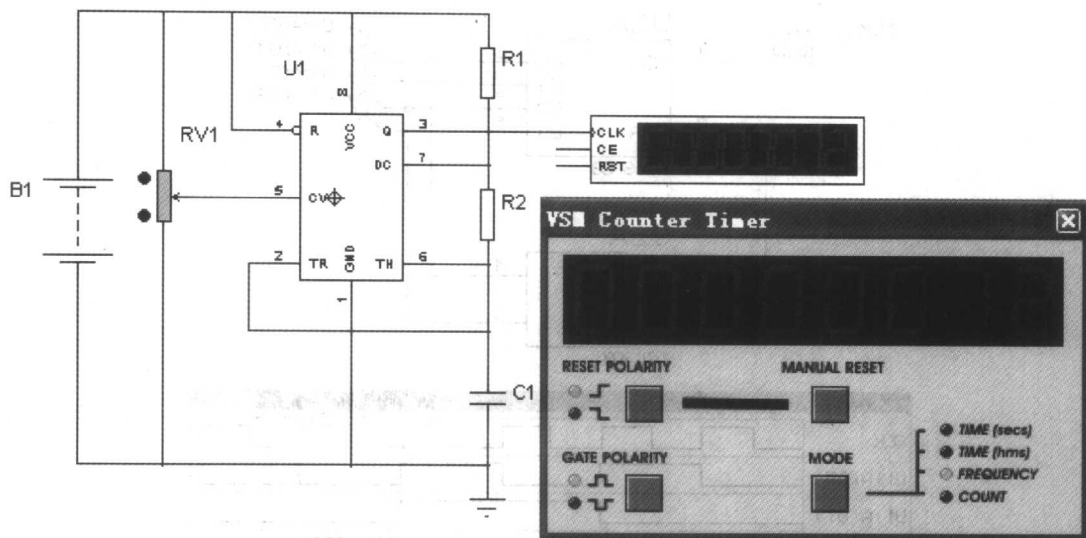 U1
R1
8
RV1
4
R
VCC
Q
3
CLK
CE
RST
DC
7
B1
5
CV
R2
2
TR
GND
TH
6
1
C1
VSM Counter Timer
RESET POLARITY
MANUAL RESET
TIME (secs)
TIME (hms)
FREQUENCY
COUNT
GATE POLARITY
MODE